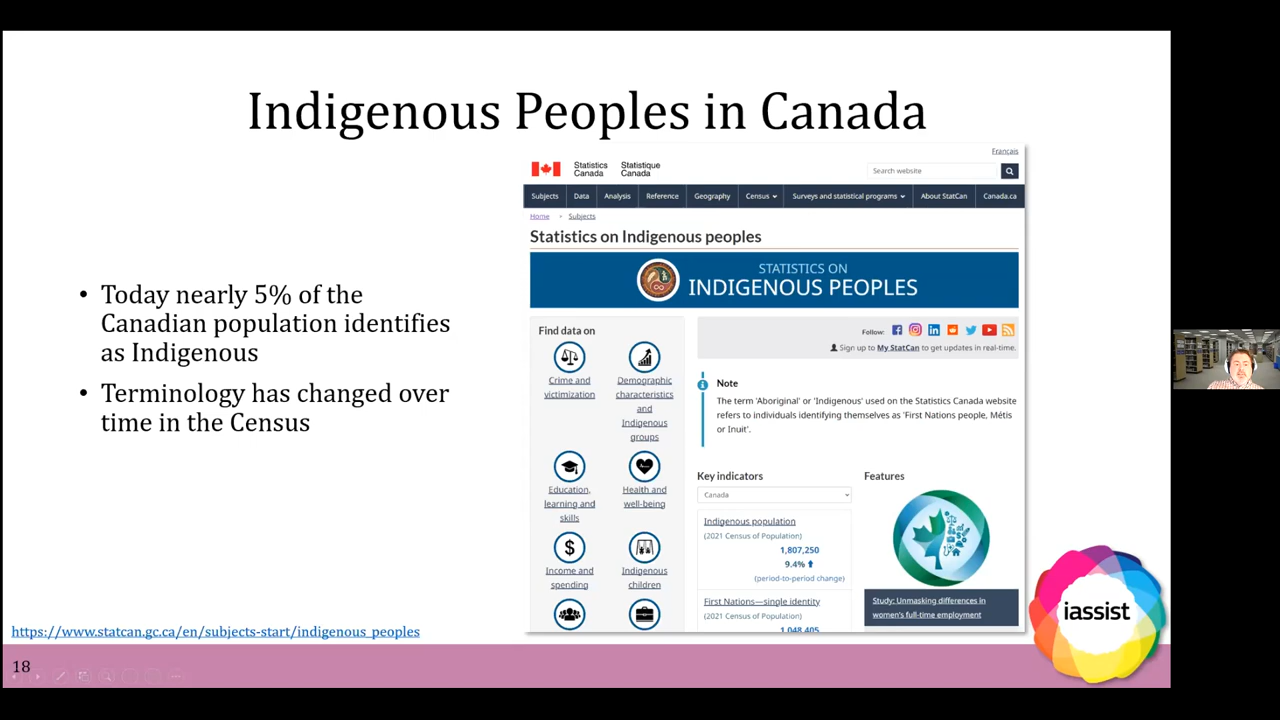 Indigenous Peoples in Canada
• Today nearly 5% of the
Canadian population identifies
as Indigenous
• Terminology has changed over
time in the Census
Français
Statistics
Canada
Statistique
Canada
Search website
Subjects
Data
Analysis
Reference
Geography
Census
Surveys and statistical programs
About StatCan
Canada.ca
Home
Subjects
Statistics on Indigenous peoples
STATISTICS ON
INDIGENOUS PEOPLES
Find data on
Crime and
victimization
Demographic
characteristics
and
Indigenous
groups
Education,
learning and
skills
Health and
well-being
Income and
spending
Indigenous
children
Follow:
Sign up to My StatCan to get updates in real-time.
Note
The term 'Aboriginal' or 'Indigenous' used on the Statistics Canada website
refers to individuals identifying themselves as 'First Nations people, Métis
or Inuit'.
Key indicators
Canada
Indigenous population
(2021 Census of Population)
1,807,250
9.4%
(period-to-period change)
First Nations—single identity
(2021 Census of Population)
1,048,405
Features
Study: Unmasking differences in
women's full-time employment
https://www.statcan.gc.ca/en/subjects-start/indigenous_peoples
iassist
18